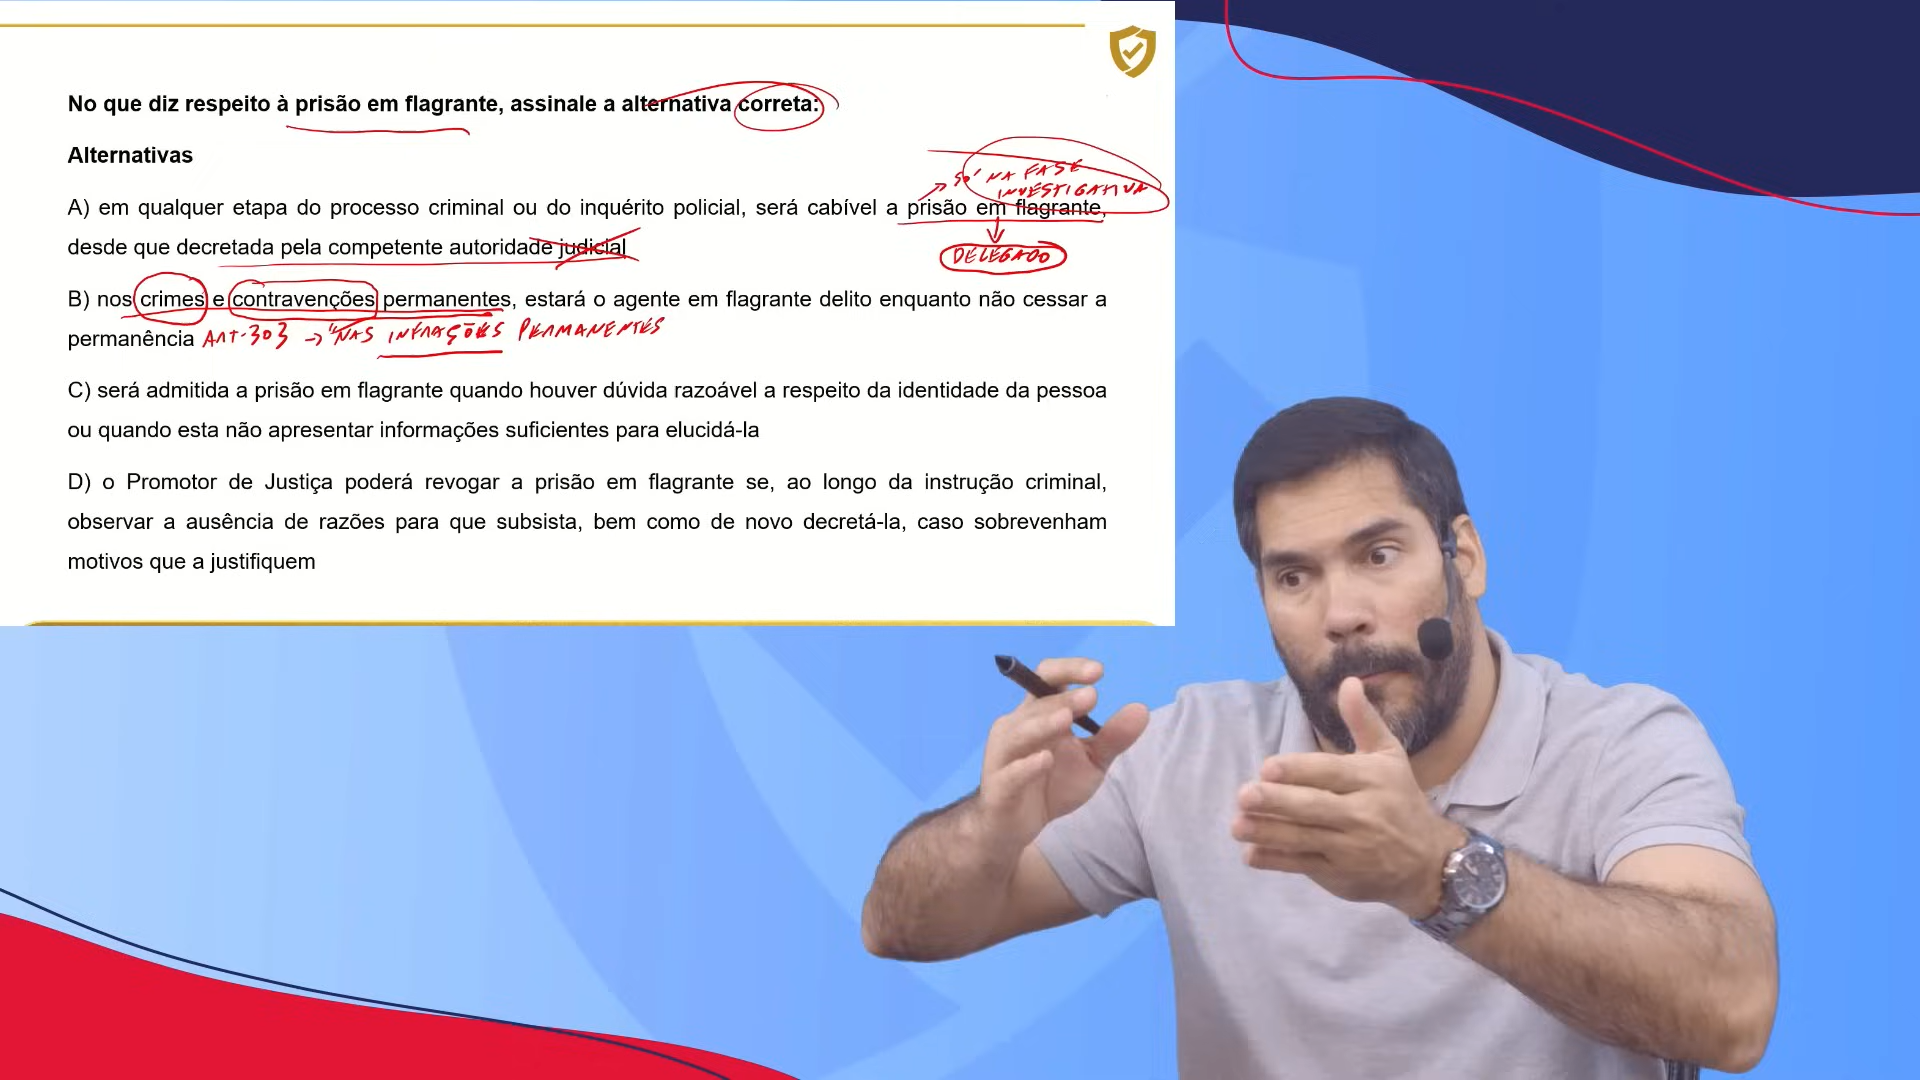 No que diz respeito à prisão em flagrante, assinale a alternativa correta:
Alternativas
SÓ NA FASE
INVESTIGATIVA
A) em qualquer etapa do processo criminal ou do inquérito policial, será cabível a prisão em flagrante,
desde que decretada pela competente autoridade judicial
DELEGADO
B) nos crimes e contravenções permanentes, estará o agente em flagrante delito enquanto não cessar a
permanência ART. 303 → "NAS INFRAÇÕES PERMANENTES
C) será admitida a prisão em flagrante quando houver dúvida razoável a respeito da identidade da pessoa
ou quando esta não apresentar informações suficientes para elucidá-la
D) o Promotor de Justiça poderá revogar a prisão em flagrante se, ao longo da instrução criminal,
observar a ausência de razões para que subsista, bem como de novo decretá-la, caso sobrevenham
motivos que a justifiquem